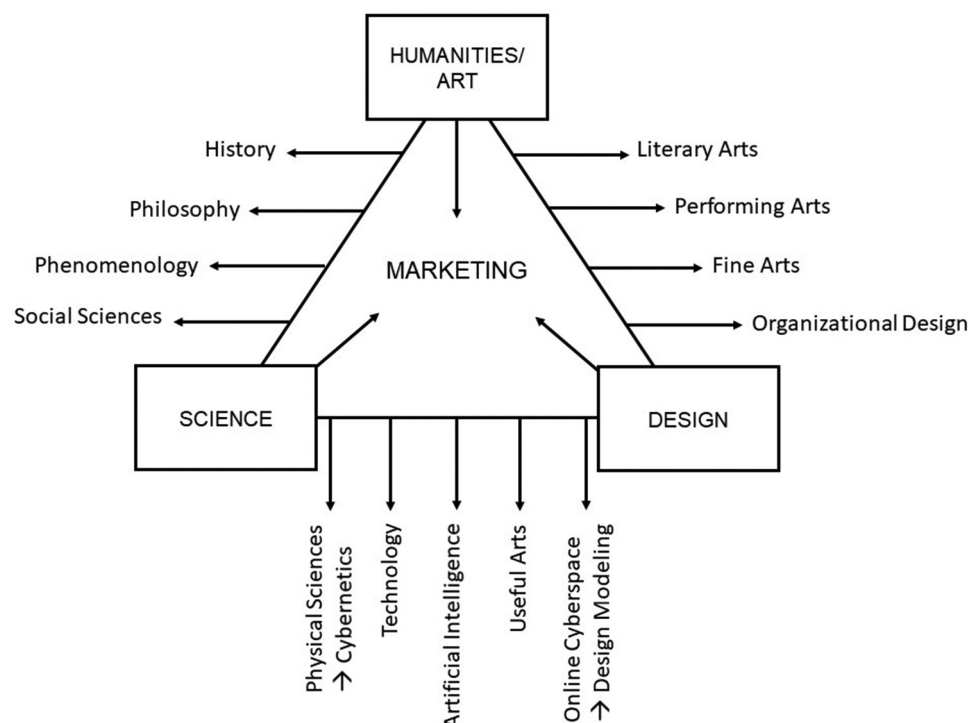 HUMANITIES/
ART
History
Literary Arts
Philosophy
Performing Arts
Phenomenology
MARKETING
Fine Arts
Social Sciences
Organizational Design
SCIENCE
DESIGN
Physical Sciences
→ Cybernetics
Technology
Artificial Intelligence
Useful Arts
Online Cyberspace
→ Design Modeling